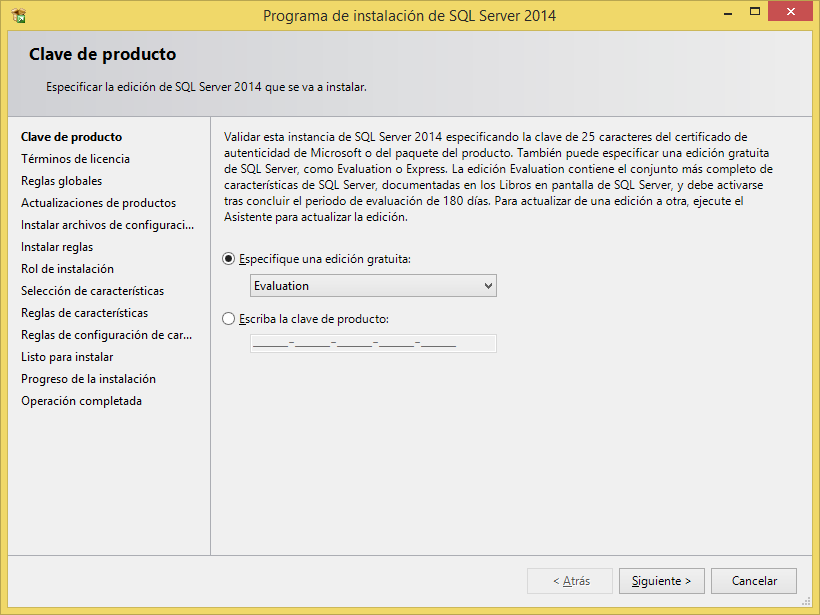 Programa de instalación de SQL Server 2014
Clave de producto
Especificar la edición de SQL Server 2014 que se va a instalar.
Clave de producto
Términos de licencia
Reglas globales
Actualizaciones de productos
Instalar archivos de configuraci...
Instalar reglas
Rol de instalación
Selección de características
Reglas de características
Reglas de configuración de car...
Listo para instalar
Progreso de la instalación
Operación completada
Validar esta instancia de SQL Server 2014 especificando la clave de 25 caracteres del certificado de
autenticidad de Microsoft o del paquete del producto. También puede especificar una edición gratuita
de SQL Server, como Evaluation o Express. La edición Evaluation contiene el conjunto más completo de
características de SQL Server, documentadas en los Libros en pantalla de SQL Server, y debe activarse
tras concluir el periodo de evaluación de 180 días. Para actualizar de una edición a otra, ejecute el
Asistente para actualizar la edición.
Especifique una edición gratuita:
Evaluation
Escriba la clave de producto:
_____-_____-_____-_____-_____
< Atrás
Siguiente >
Cancelar